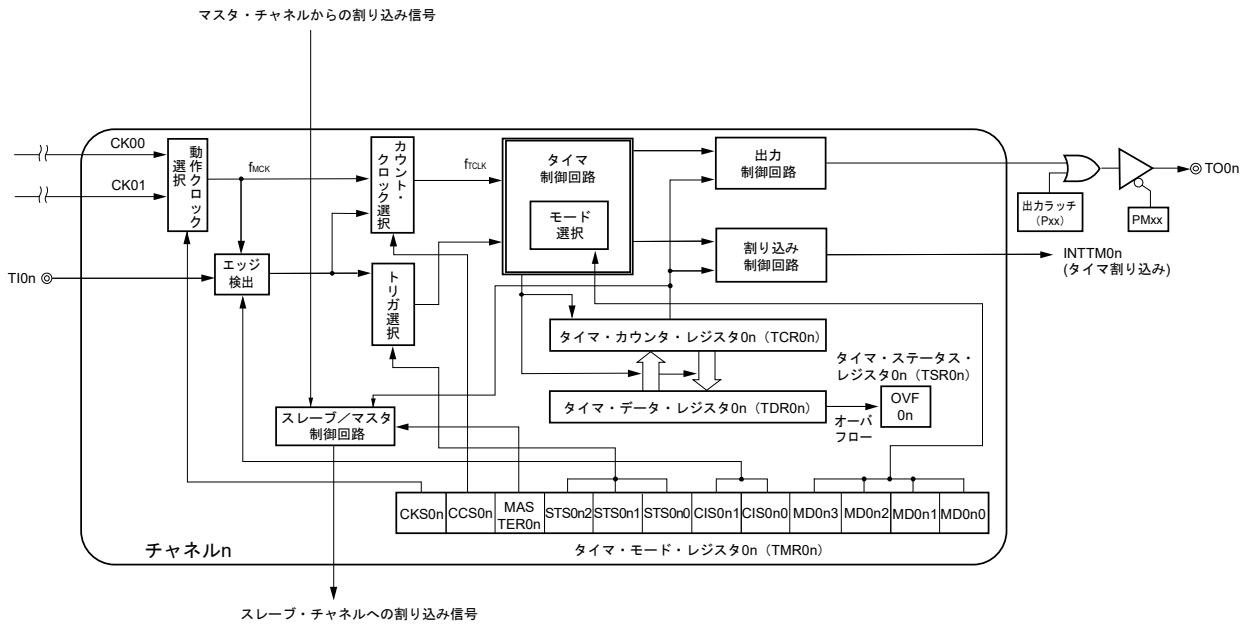 マスタ・チャネルからの割り込み信号
CK00
CK01
動作クロック
選択
fMCK
カウント・
クロック選択
fTCLK
タイマ
制御回路
モード
選択
出力
制御回路
出力ラッチ
(Pxx)
PMxx
TO0n
TI0n
エッジ
検出
トリガ選択
割り込み
制御回路
INTTM0n
(タイマ割り込み)
タイマ・カウンタ・レジスタ0n(TCR0n)
タイマ・ステータス・
レジスタ0n(TSR0n)
タイマ・データ・レジスタ0n(TDR0n)
オーバ
フロー
OVF
0n
スレーブ/マスタ
制御回路
CKS0n
CCS0n
MAS
TER0n
STS0n2
STS0n1
STS0n0
CIS0n1
CIS0n0
MD0n3
MD0n2
MD0n1
MD0n0
チャネルn
タイマ・モード・レジスタ0n(TMR0n)
スレーブ・チャネルへの割り込み信号